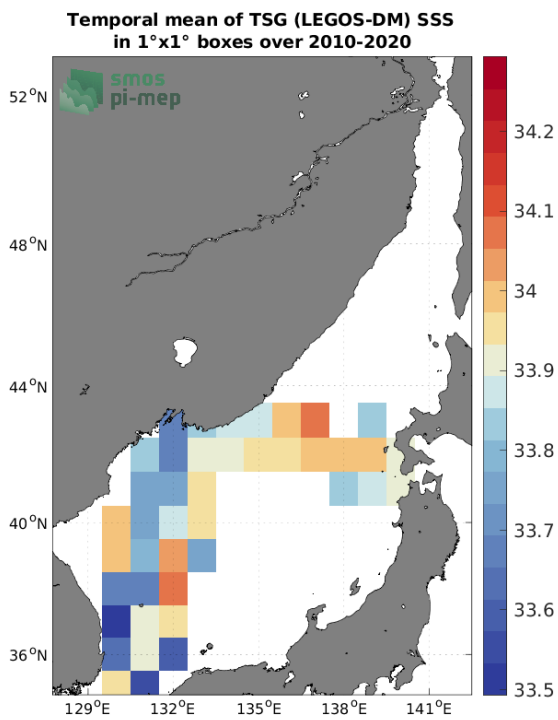 Temporal mean of TSG (LEGOS-DM) SSS
in 1°x1° boxes over 2010-2020
smos
pi-mep
52°N
48°N
44°N
40°N
36°N
129°E
132°E
135°E
138°E
141°E
34.2
34.1
34
33.9
33.8
33.7
33.6
33.5